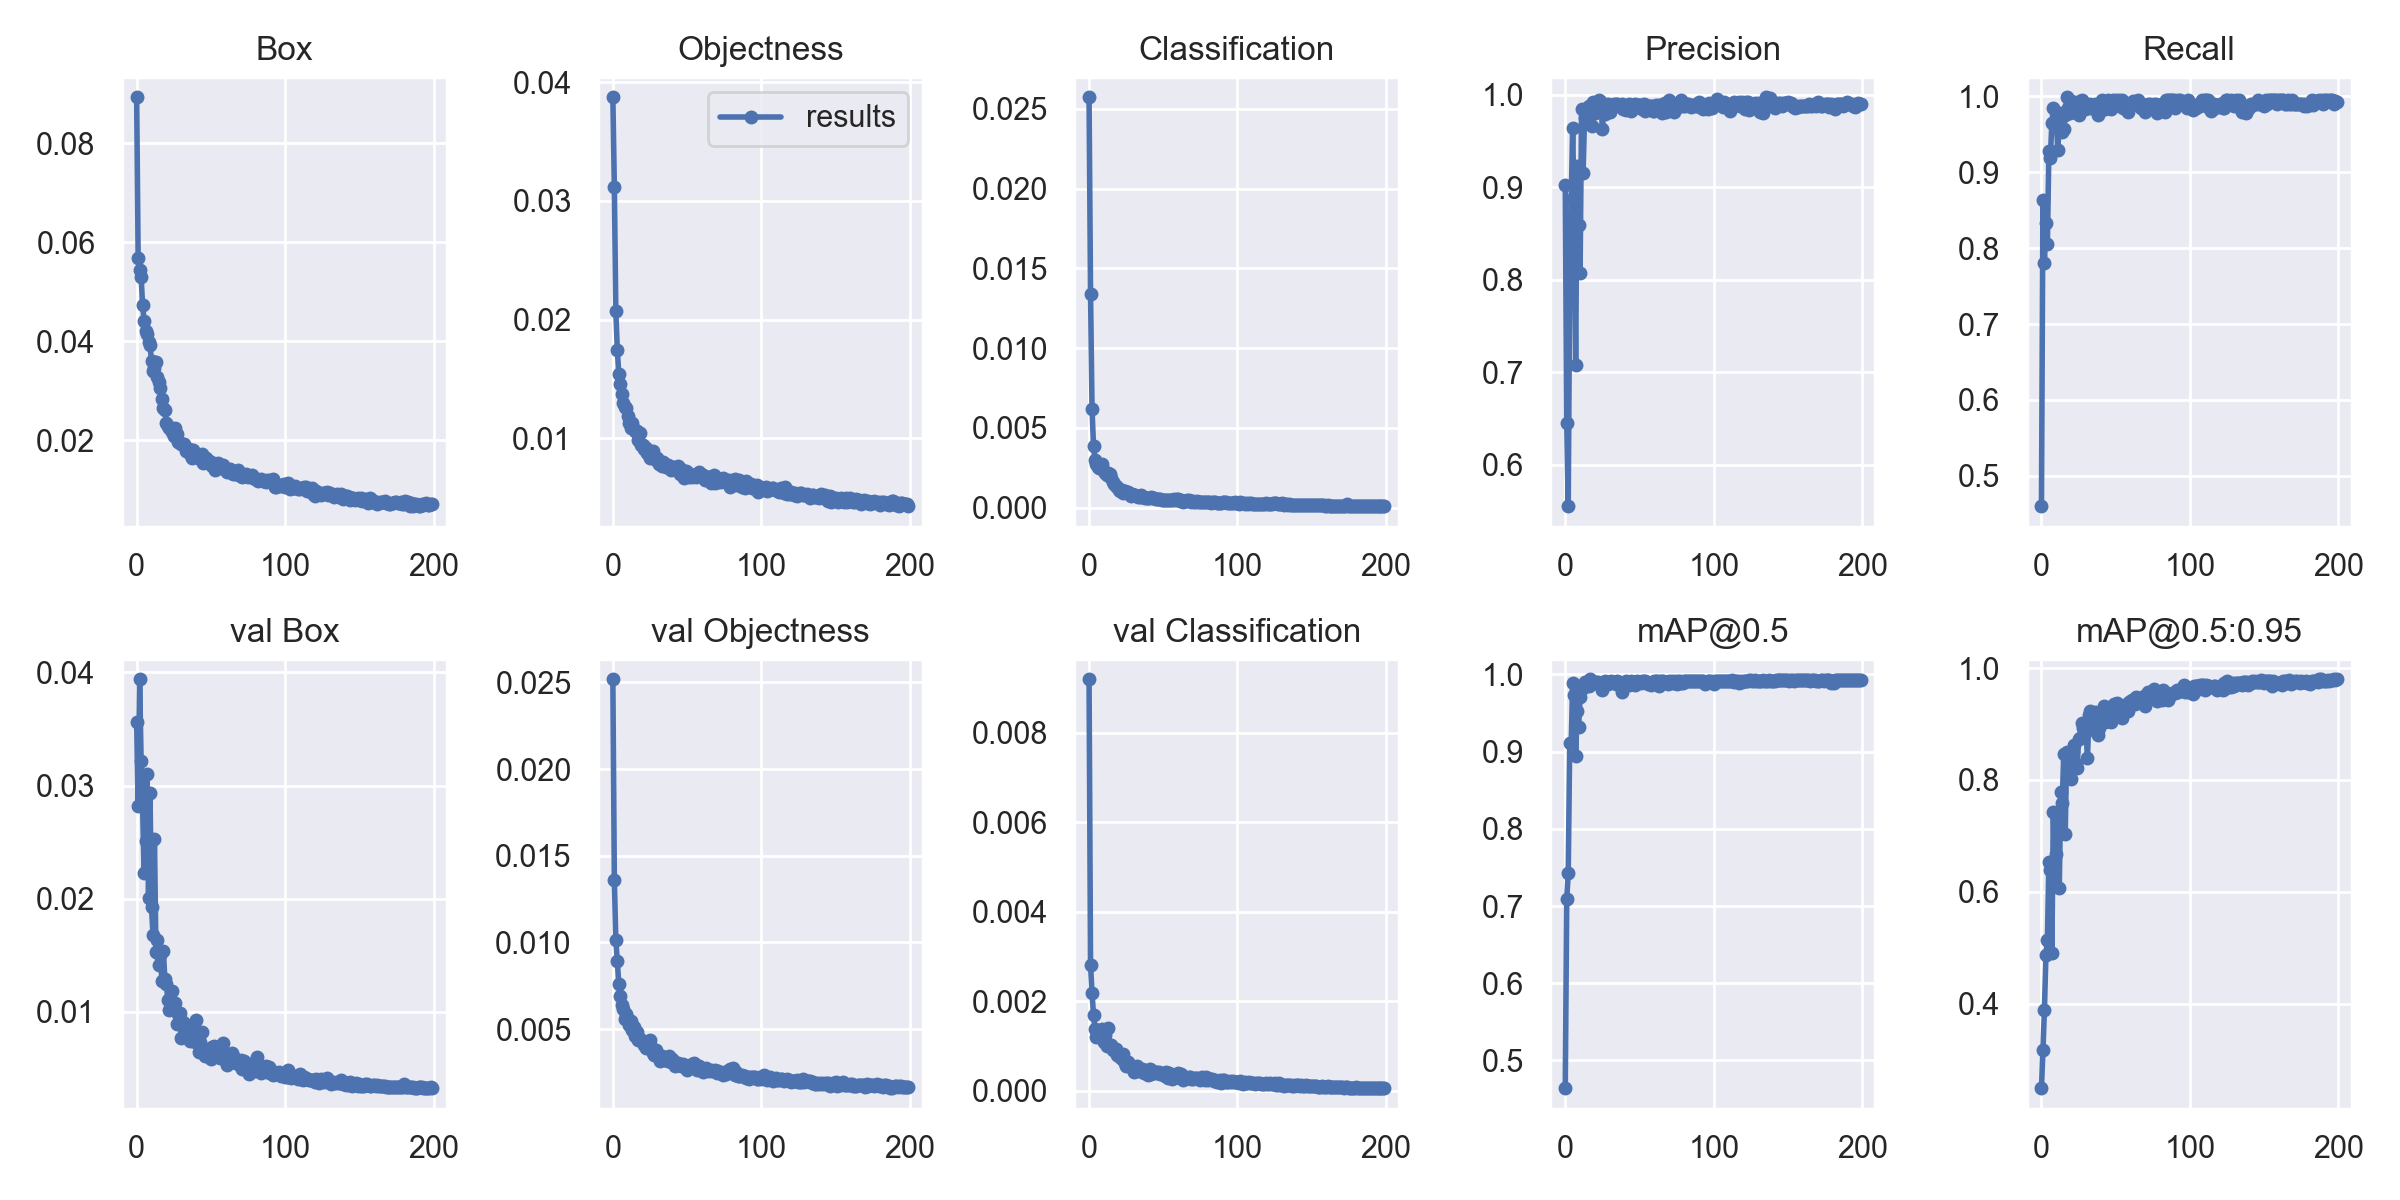 Box
Objectness
Classification
Precision
Recall
0.08
0.06
0.04
0.02
0 100 200
results
0.04
0.03
0.02
0.01
0 100 200
0.025
0.020
0.015
0.010
0.005
0.000
0 100 200
1.0
0.9
0.8
0.7
0.6
0 100 200
1.0
0.9
0.8
0.7
0.6
0.5
0 100 200
val Box
val Objectness
val Classification
mAP@0.5
mAP@0.5:0.95
0.04
0.03
0.02
0.01
0 100 200
0.025
0.020
0.015
0.010
0.005
0 100 200
0.008
0.006
0.004
0.002
0.000
0 100 200
1.0
0.9
0.8
0.7
0.6
0.5
0 100 200
1.0
0.8
0.6
0.4
0 100 200